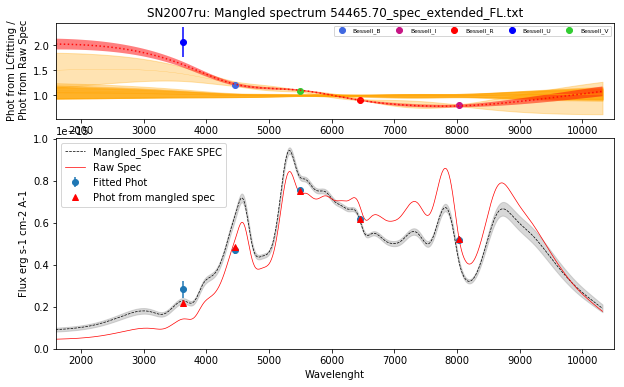 SN2007ru: Mangled spectrum 54465.70_spec_extended_FL.txt
Phot from LCfitting /
Phot from Raw Spec
2.0
1.5
1.0
Bessell_B
Bessell_I
Bessell_R
Bessell_U
Bessell_V
2000 3000 4000 5000 6000 7000 8000 9000 10000
1e−15
Flux erg s-1 cm-2 A-1
1.0
0.8
0.6
0.4
0.2
0.0
Mangled_Spec FAKE SPEC
Raw Spec
Fitted Phot
Phot from mangled spec
2000 3000 4000 5000 6000 7000 8000 9000 10000
Wavelenght